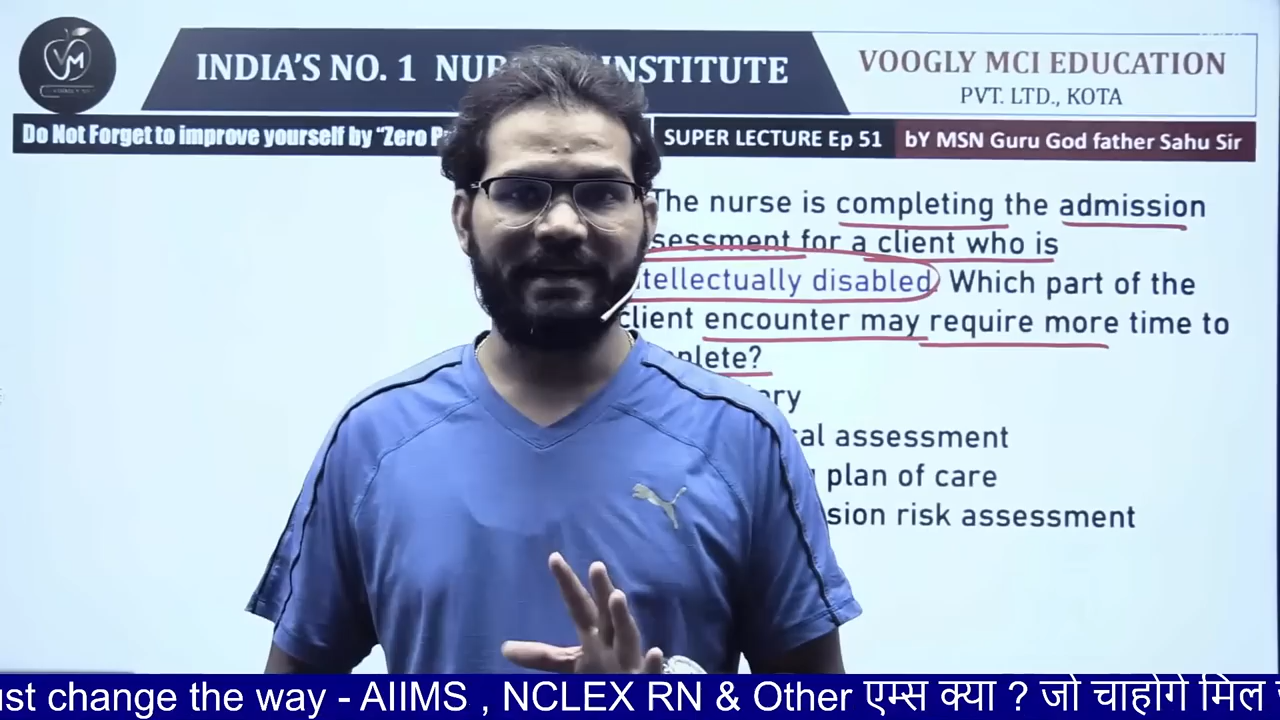 VM
INDIA'S NO. 1 INSTITUTE
VOOGLY MCI EDUCATION
PVT. LTD., KOTA
Do Not Forget to improve yourself by “Zero
SUPER LECTURE Ep 51
bY MSN Guru God father Sahu Sir
The nurse is completing the admission
sessment for a client who is
tellectually disabled. Which part of the
client encounter may require more time to
plete?
ory
cal assessment
plan of care
sion risk assessment
ust change the way - AIIMS , NCLEX RN & Other एम्स क्या ? जो चाहोगे मिल